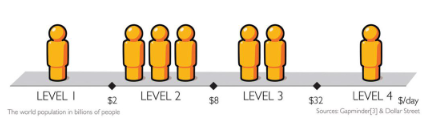 LEVEL 1 $2 LEVEL 2 $8 LEVEL 3 $32 LEVEL 4 $/day
The world population in billions of people
Sources: Gapminder[3] & Dollar Street